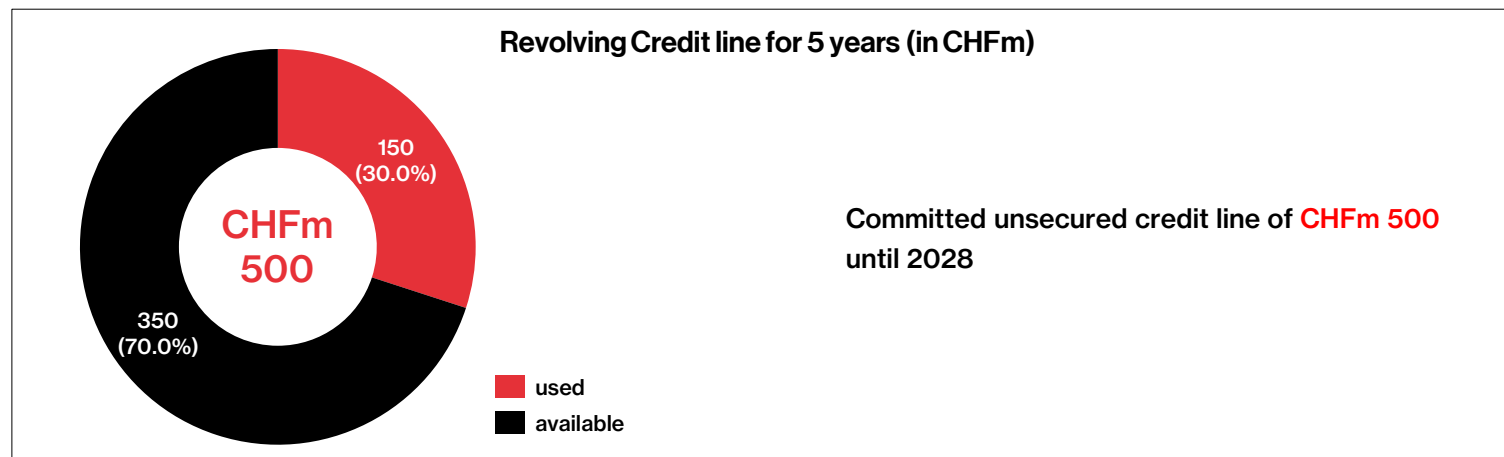 Revolving Credit line for 5 years (in CHFm)
150
(30.0%)
CHFm
500
350
(70.0%)
used
available
Committed unsecured credit line of CHFm 500
until 2028